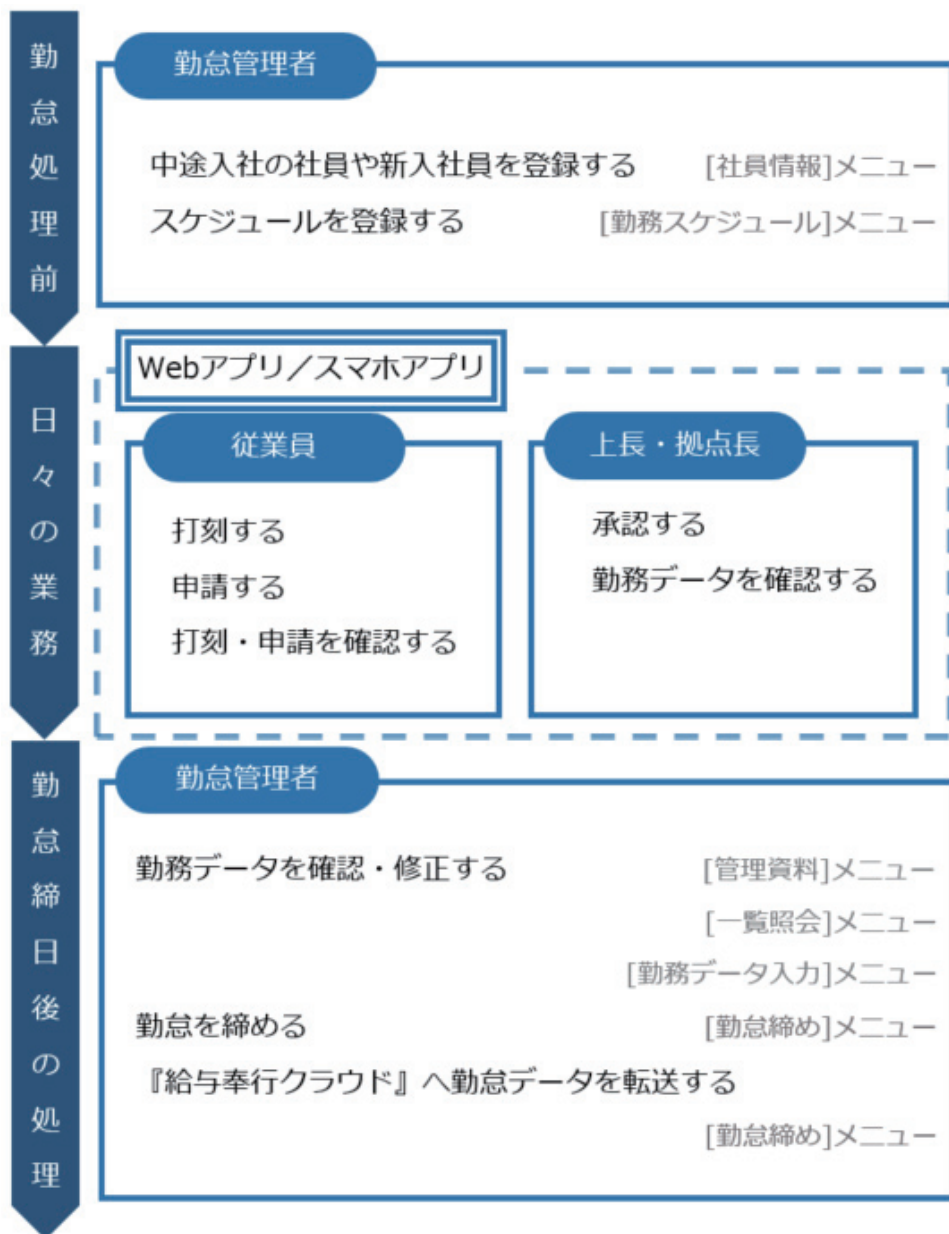 勤怠処理前
勤怠管理者
中途入社の社員や新入社員を登録する [社員情報]メニュー
スケジュールを登録する [勤務スケジュール]メニュー
日々の業務
Webアプリ／スマホアプリ
従業員
打刻する
申請する
打刻・申請を確認する
上長・拠点長
承認する
勤務データを確認する
勤怠締日後の処理
勤怠管理者
勤務データを確認・修正する [管理資料]メニュー
[一覧照会]メニュー
[勤務データ入力]メニュー
勤怠を締める [勤怠締め]メニュー
『給与奉行クラウド』へ勤怠データを転送する
[勤怠締め]メニュー